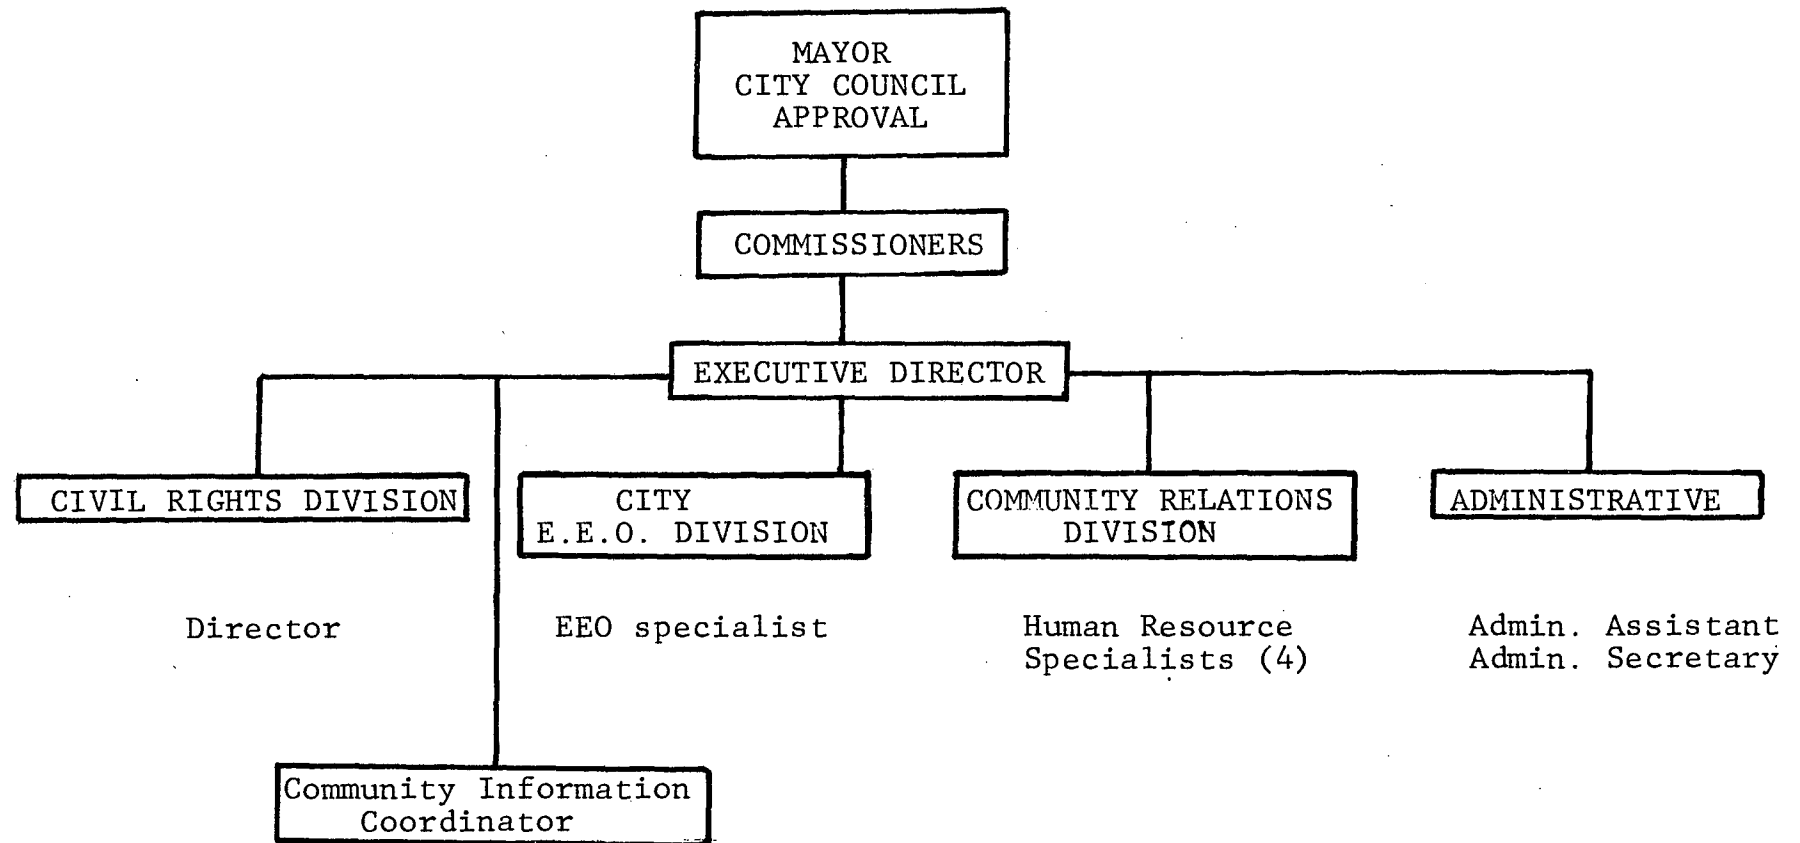 MAYOR
CITY COUNCIL
APPROVAL
COMMISSIONERS
EXECUTIVE DIRECTOR
CIVIL RIGHTS DIVISION
CITY
E.E.O. DIVISION
COMMUNITY RELATIONS
DIVISION
ADMINISTRATIVE
Director
EEO specialist
Human Resource
Specialists (4)
Admin. Assistant
Admin. Secretary
Community Information
Coordinator